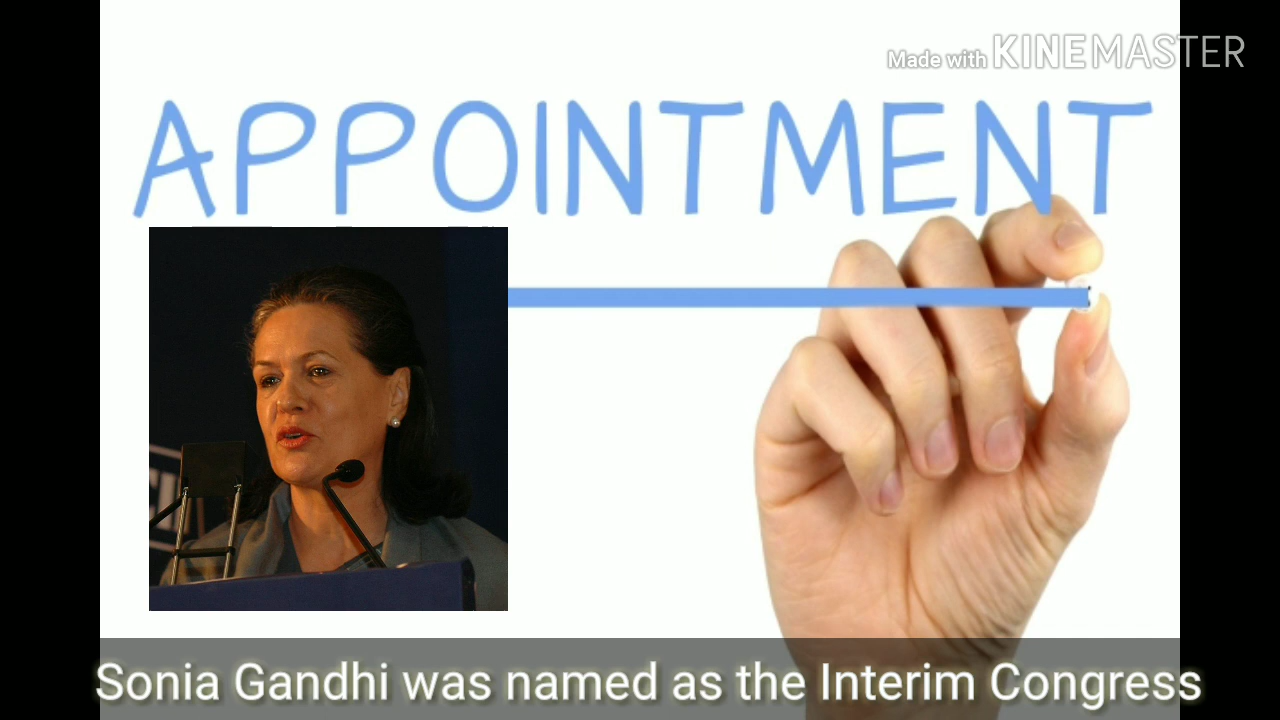 Made with KINEMASTER
APPOINTMENT
Sonia Gandhi was named as the Interim Congress